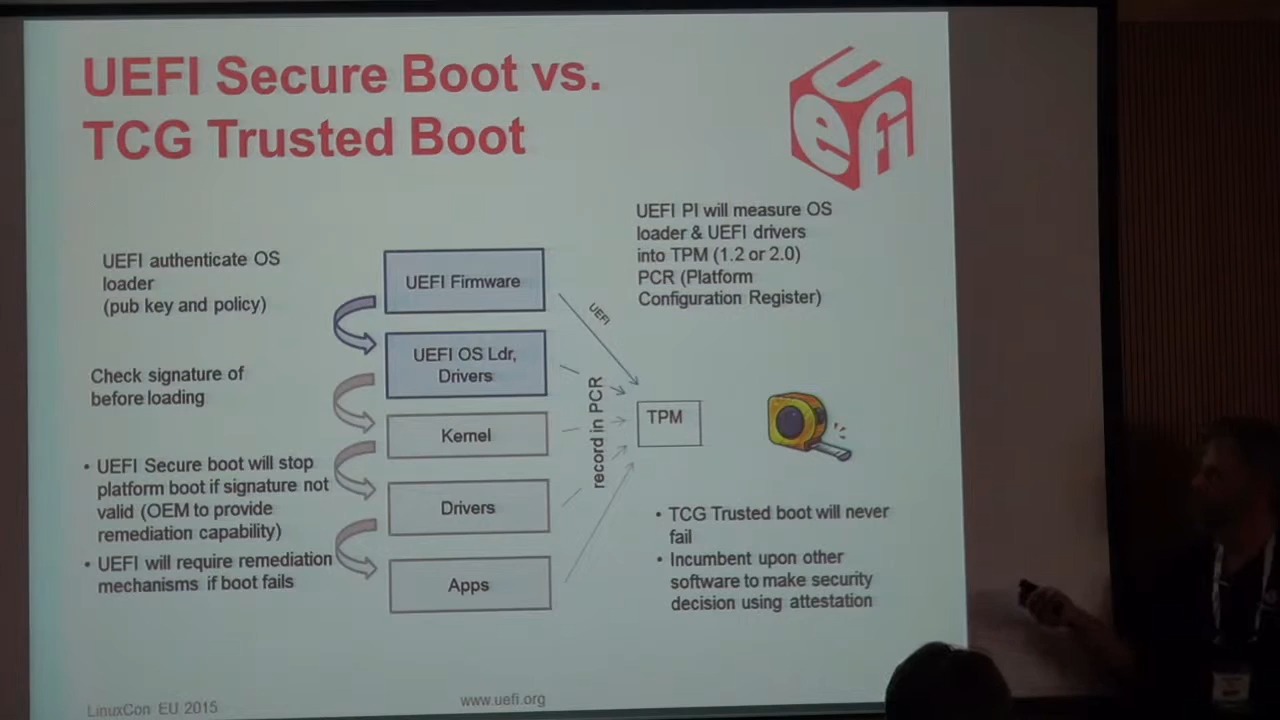 UEFI Secure Boot vs.
TCG Trusted Boot
uefi
UEFI authenticate OS
loader
(pub key and policy)
Check signature of
before loading
• UEFI Secure boot will stop
platform boot if signature not
valid (OEM to provide
remediation capability)
• UEFI will require remediation
mechanisms if boot fails
UEFI Firmware
UEFI OS Ldr,
Drivers
Kernel
Drivers
Apps
UEFI
record in PCR
TPM
UEFI PI will measure OS
loader & UEFI drivers
into TPM (1.2 or 2.0)
PCR (Platform
Configuration Register)
• TCG Trusted boot will never
fail
• Incumbent upon other
software to make security
decision using attestation
LinuxCon EU 2015
www.uefi.org